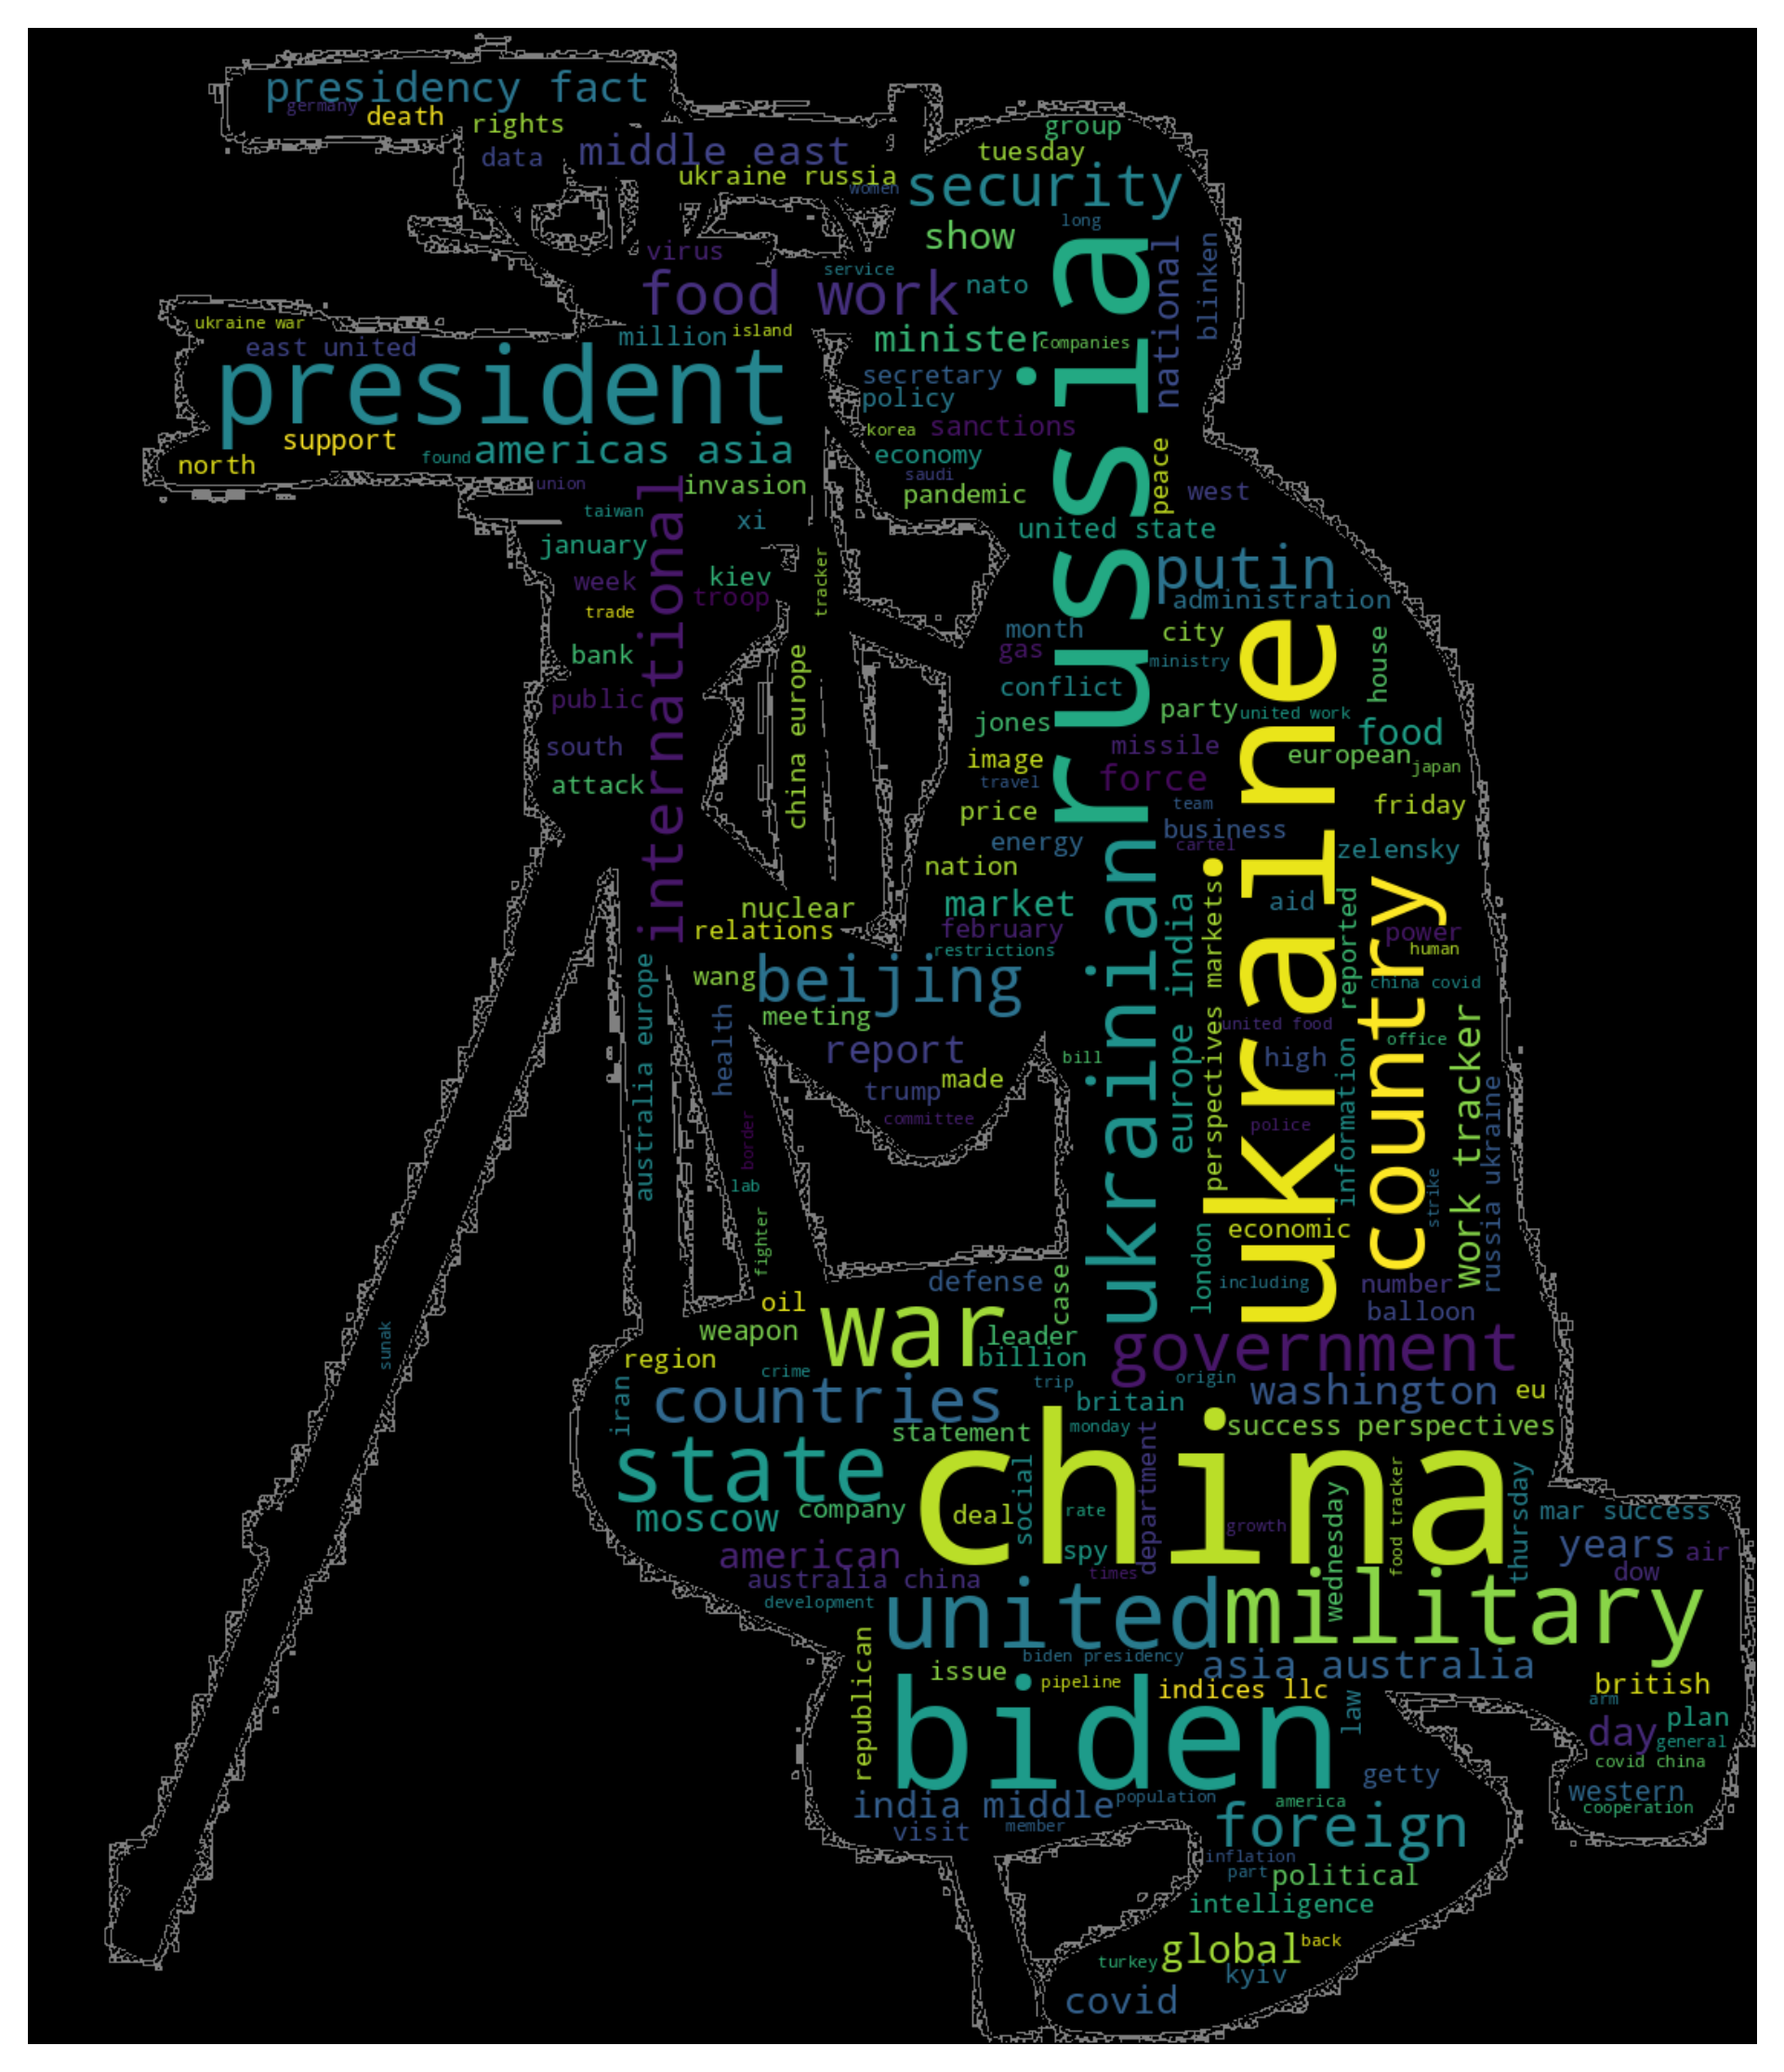 presidency fact
germany
death
rights
data
middle east
ukraine russia
women
group
tuesday
security
long
show
virus
service
food work
nato
national
blinken
russia
ukraine war
million
island
minister
companies
east united
president
secretary
policy
support
north
found
americas asia
korea
sanctions
economy
saudi
pandemic
peace
west
union
invasion
international
taiwan
xi
january
united state
putin
week
kiev
troop
tracker
trade
administration
month
city
gas
ministry
house
bank
china europe
conflict
public
jones
party
united work
food
south
image
missile
european
japan
attack
travel
force
price
team
friday
energy
business
cartel
zelensky
nation
ukraine
ukrainian
country
nuclear
market
europe india
perspectives markets
aid
reported
relations
february
power
human
restrictions
wang
beijing
china covid
meeting
united food
office
australia europe
health
report
bill
high
work tracker
trump
made
committee
police
information
russia ukraine
border
lab
strike
fighter
economic
london
defense
including
number
oil
case
balloon
weapon
war
leader
billion
government
sunak
region
crime
trip
origin
iran
countries
britain
washington
eu
statement
monday
success perspectives
state
china
moscow
company
deal
social
rate
department
growth
wednesday
food tracker
thursday
mar success
spy
years
air
american
australia china
times
dow
development
united
military
republican
biden presidency
asia australia
issue
pipeline
indices llc
british
biden
law
arm
plan
day
general
covid china
getty
western
india middle
population
america
cooperation
visit
member
foreign
inflation
part
political
intelligence
global
back
turkey
kyiv
covid